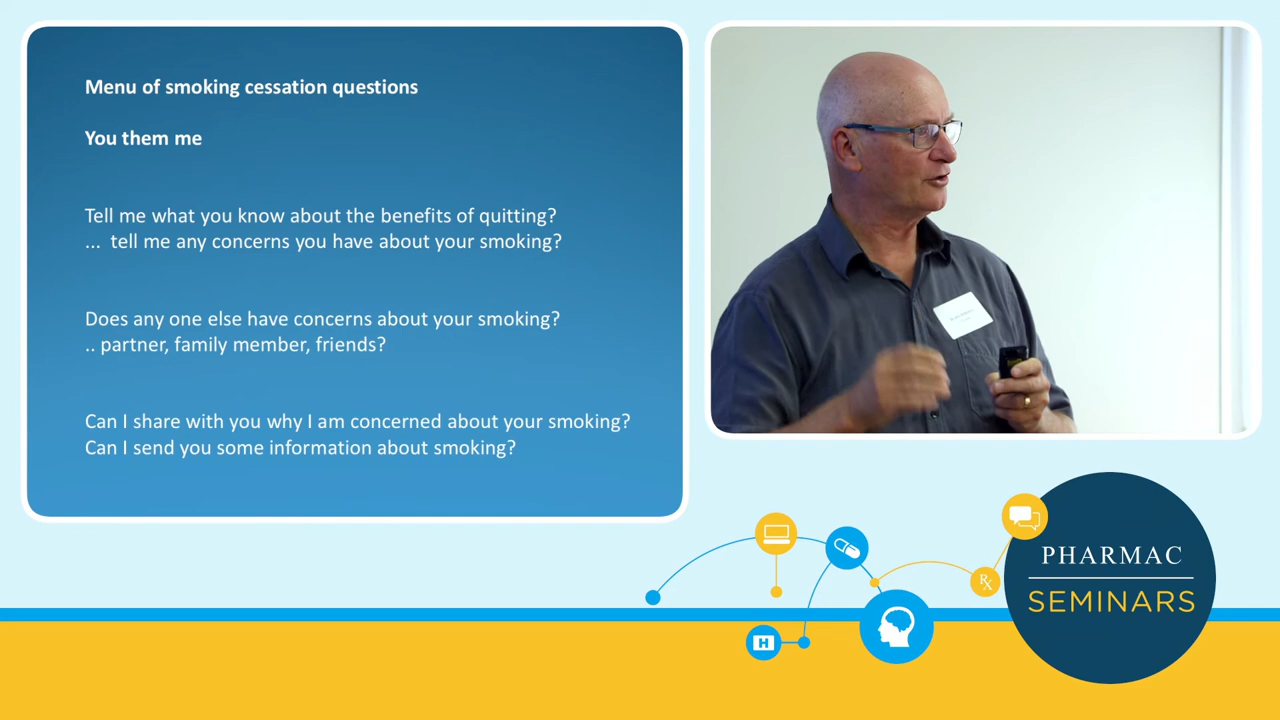 Menu of smoking cessation questions
You them me
Tell me what you know about the benefits of quitting?
... tell me any concerns you have about your smoking?
Does any one else have concerns about your smoking?
.. partner, family member, friends?
Can I share with you why I am concerned about your smoking?
Can I send you some information about smoking?
H
Rx
PHARMAC
SEMINARS